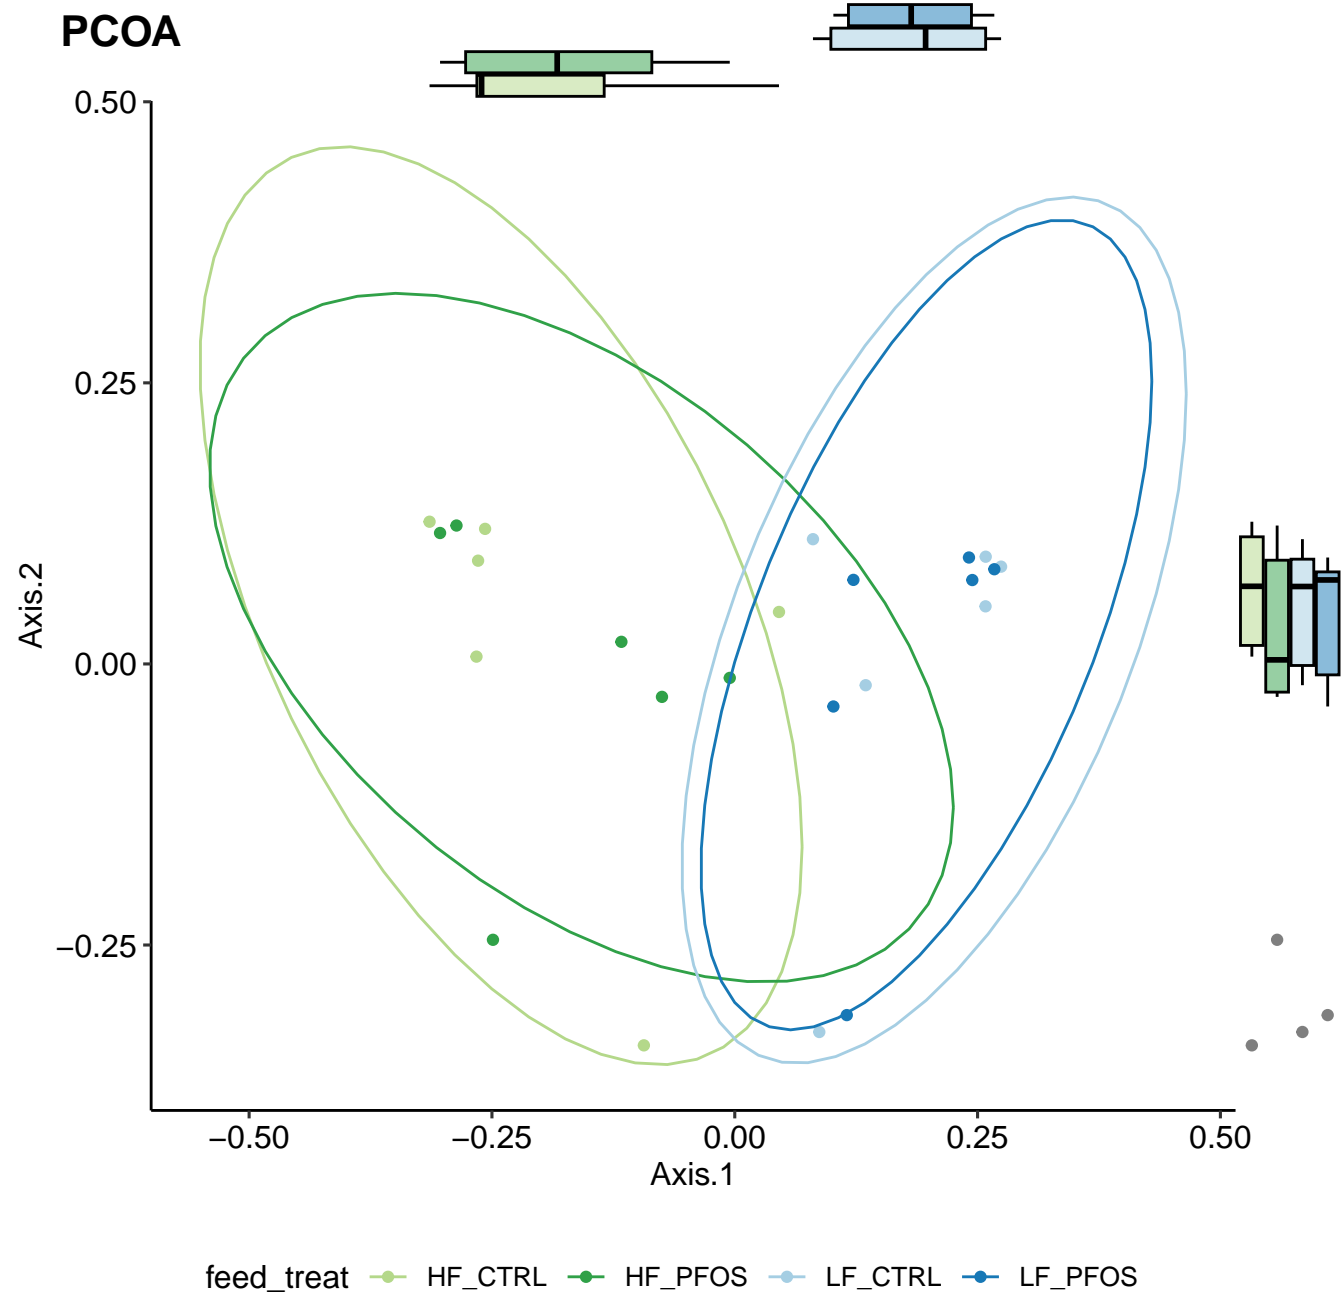 PCOA
0.50
0.25
0.00
−0.25
Axis.2
−0.50 −0.25 0.00 0.25 0.50
Axis.1
feed_treat HF_CTRL HF_PFOS LF_CTRL LF_PFOS